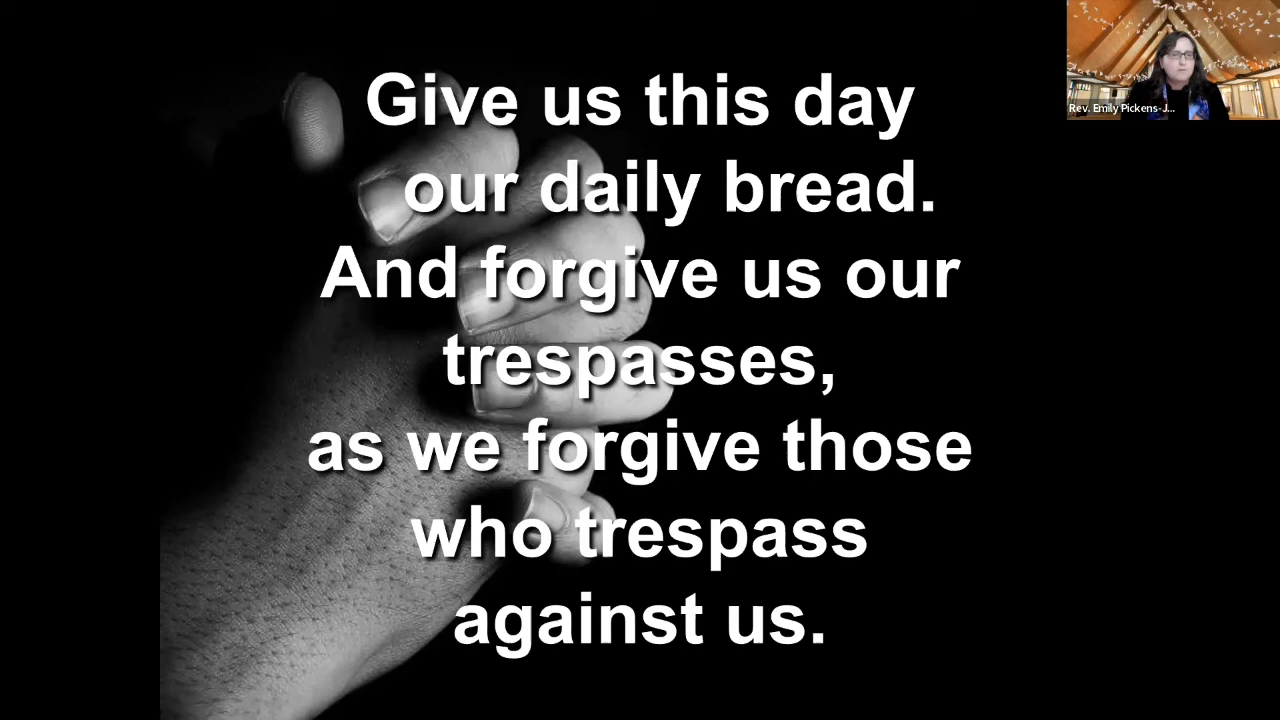 Give us this day
our daily bread.
And forgive us our
trespasses,
as we forgive those
who trespass
against us.
Rev. Emily Pickens-J...